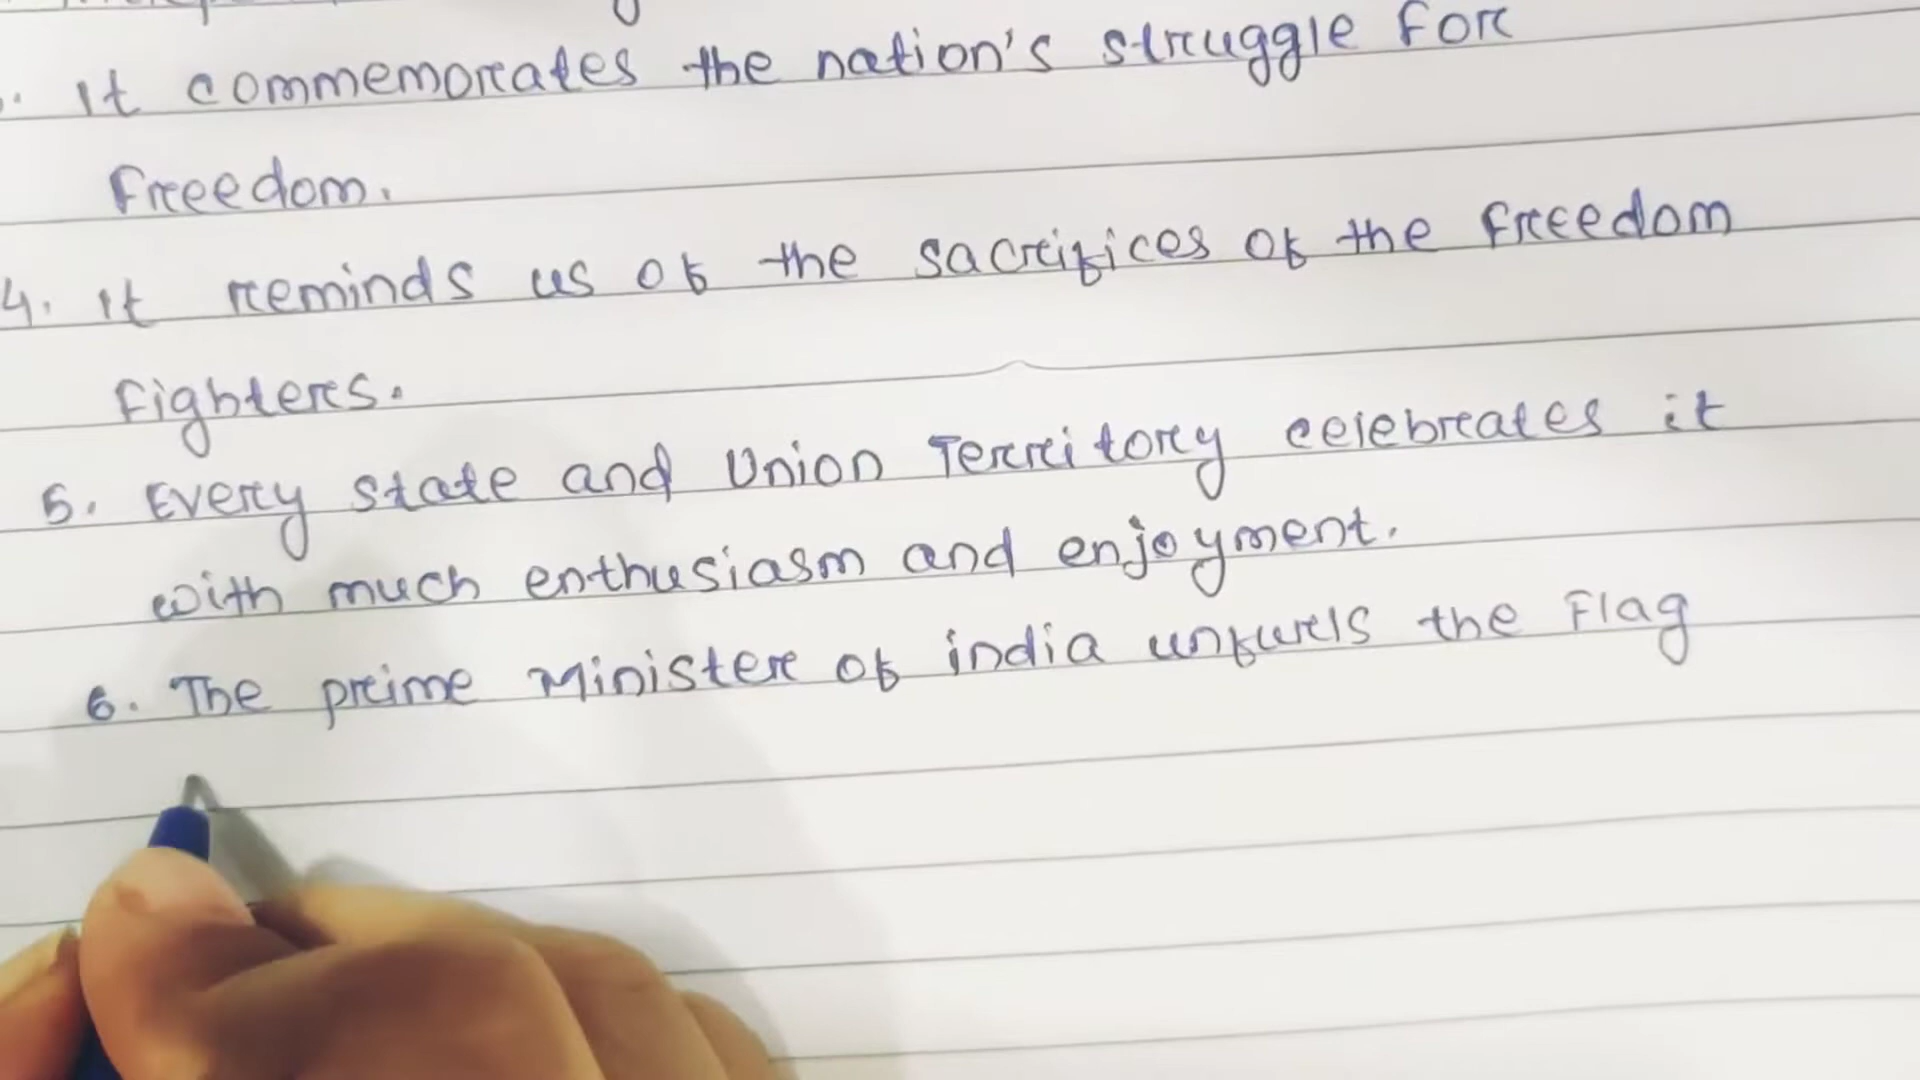 . It commemorates the nation's struggle for
freedom.
4. It reminds us of the sacrifices of the freedom
fighters.
5. Every state and Union Territory celebrates it
with much enthusiasm and enjoyment.
6. The prime Minister of india unfurls the Flag